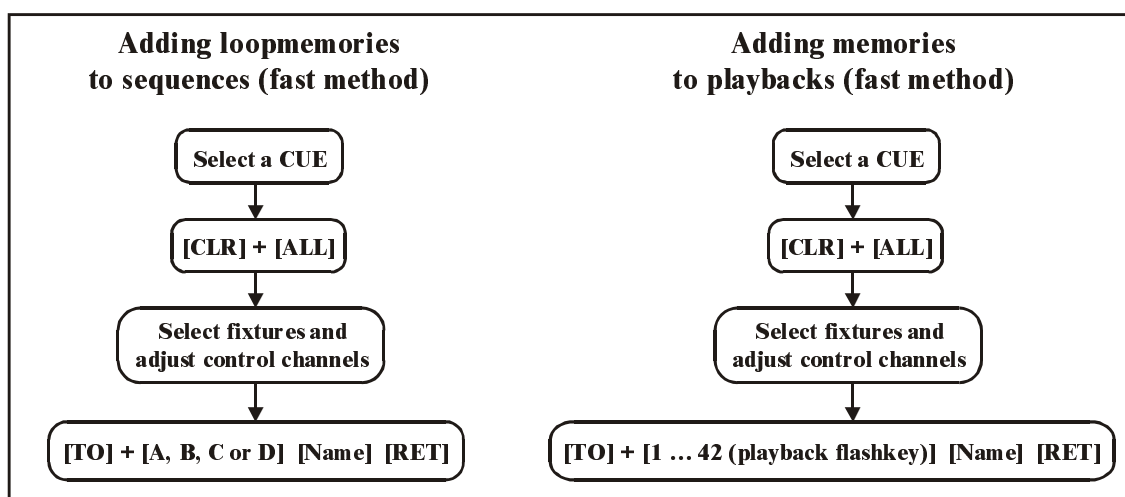 Adding loopmemories
to sequences (fast method)
Select a CUE
[CLR] + [ALL]
Select fixtures and
adjust control channels
[TO] + [A, B, C or D] [Name] [RET]
Adding memories
to playbacks (fast method)
Select a CUE
[CLR] + [ALL]
Select fixtures and
adjust control channels
[TO] + [1 ... 42 (playback flashkey)] [Name] [RET]